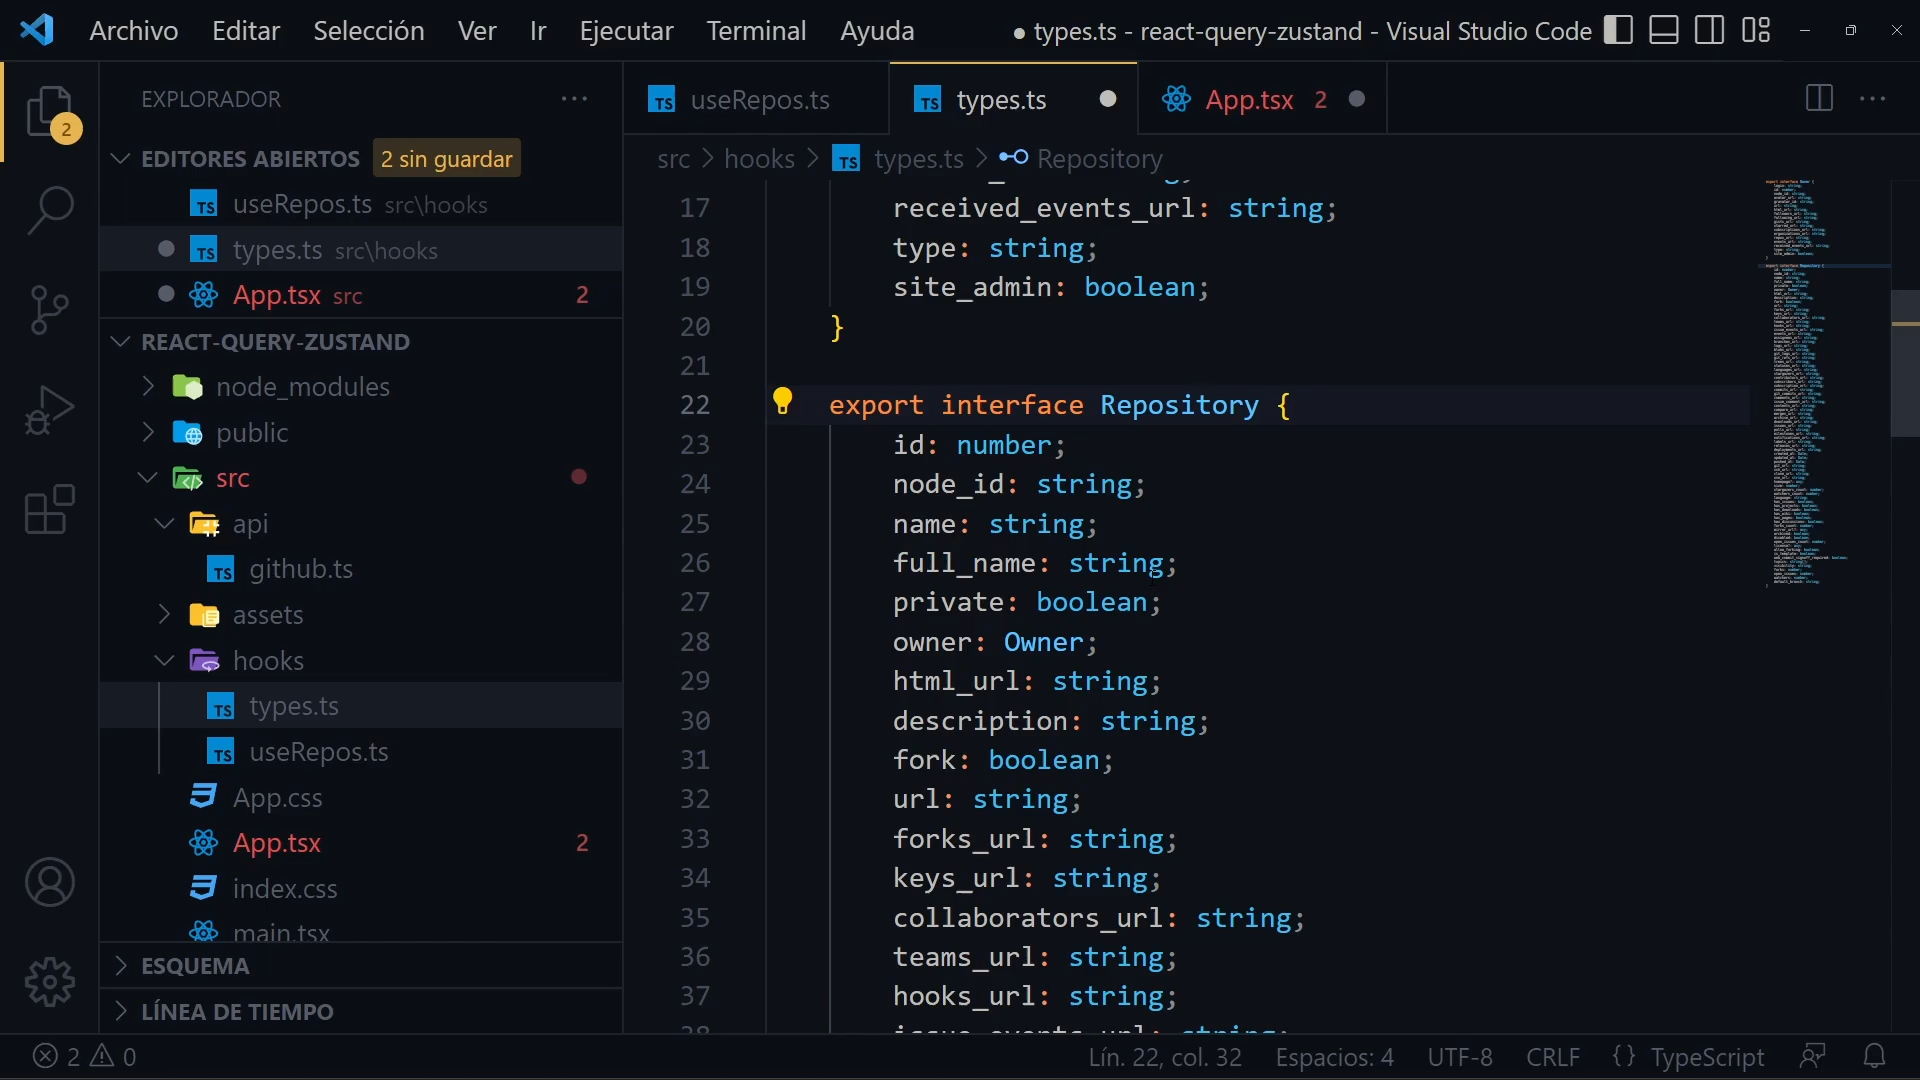 Archivo Editar Selección Ver Ir Ejecutar Terminal Ayuda
● types.ts - react-query-zustand - Visual Studio Code
2
EXPLORADOR
EDITORES ABIERTOS 2 sin guardar
useRepos.ts src\hooks
types.ts src\hooks
App.tsx src 2
REACT-QUERY-ZUSTAND
node_modules
public
src
api
github.ts
assets
hooks
types.ts
useRepos.ts
App.css
App.tsx 2
index.css
main.tsx
ESQUEMA
LÍNEA DE TIEMPO
useRepos.ts
types.ts
App.tsx 2
src > hooks > types.ts > Repository
17 received_events_url: string;
18 type: string;
19 site_admin: boolean;
20 }
21
22 export interface Repository {
23 id: number;
24 node_id: string;
25 name: string;
26 full_name: string;
27 private: boolean;
28 owner: Owner;
29 html_url: string;
30 description: string;
31 fork: boolean;
32 url: string;
33 forks_url: string;
34 keys_url: string;
35 collaborators_url: string;
36 teams_url: string;
37 hooks_url: string;
38 issue_events_url: string;
2 0
Lín. 22, col. 32 Espacios: 4 UTF-8 CRLF {} TypeScript